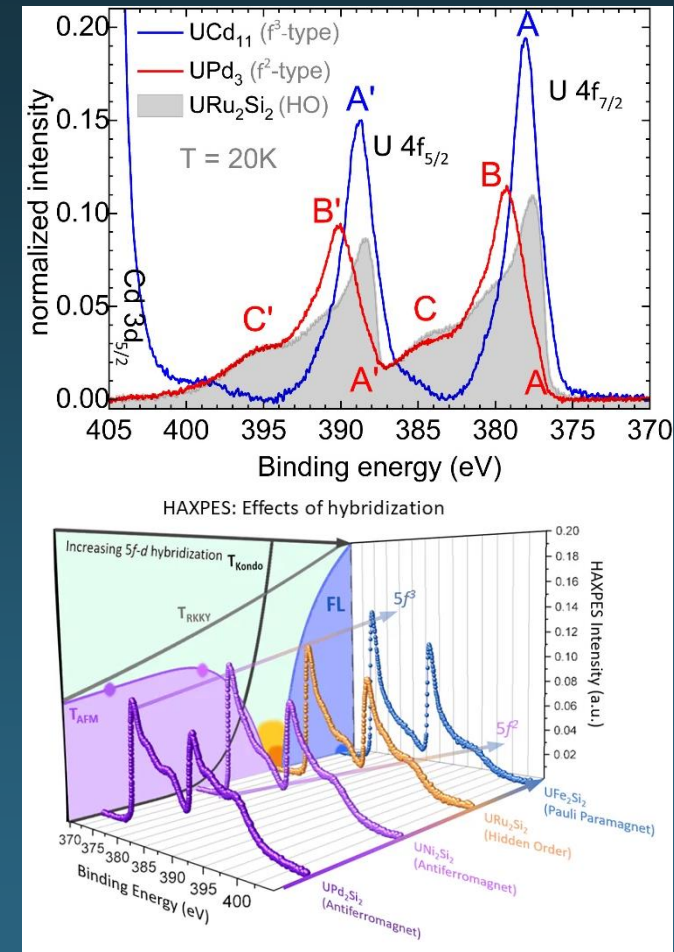 0.20
0.15
0.10
0.05
0.00
normalized intensity
UCd₁₁ (f³-type)
UPd₃ (f²-type)
URu₂Si₂ (HO)
T = 20K
A
A'
U 4f₇/₂
U 4f₅/₂
B
B'
C'
C
A'
A
Cd 3d₅/₂
405 400 395 390 385 380 375 370
Binding energy (eV)
HAXPES: Effects of hybridization
Increasing 5f-d hybridization
T_Kondo
T_RKKY
T_AFM
FL
5f³
5f²
0.20
0.18
0.16
0.14
0.12
0.10
0.08
0.06
0.04
0.02
HAXPES Intensity (a.u.)
370 375 380 385 390 395 400
Binding Energy (eV)
UFe₂Si₂
(Pauli Paramagnet)
URu₂Si₂
(Hidden Order)
UNi₂Si₂
(Antiferromagnet)
UPd₂Si₂
(Antiferromagnet)